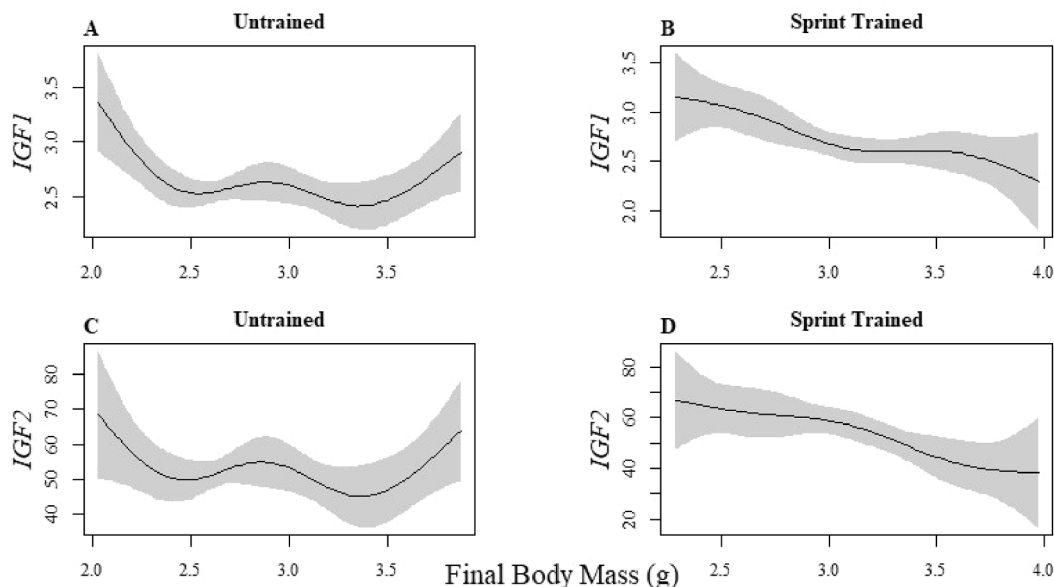 A Untrained
B Sprint Trained
IGF1
3.5
3.0
2.5
2.0 2.5 3.0 3.5
IGF1
3.5
3.0
2.5
2.0
2.5 3.0 3.5 4.0
C Untrained
D Sprint Trained
IGF2
80
70
60
50
40
2.0 2.5 3.0 3.5
IGF2
80
60
40
20
2.5 3.0 3.5 4.0
Final Body Mass (g)